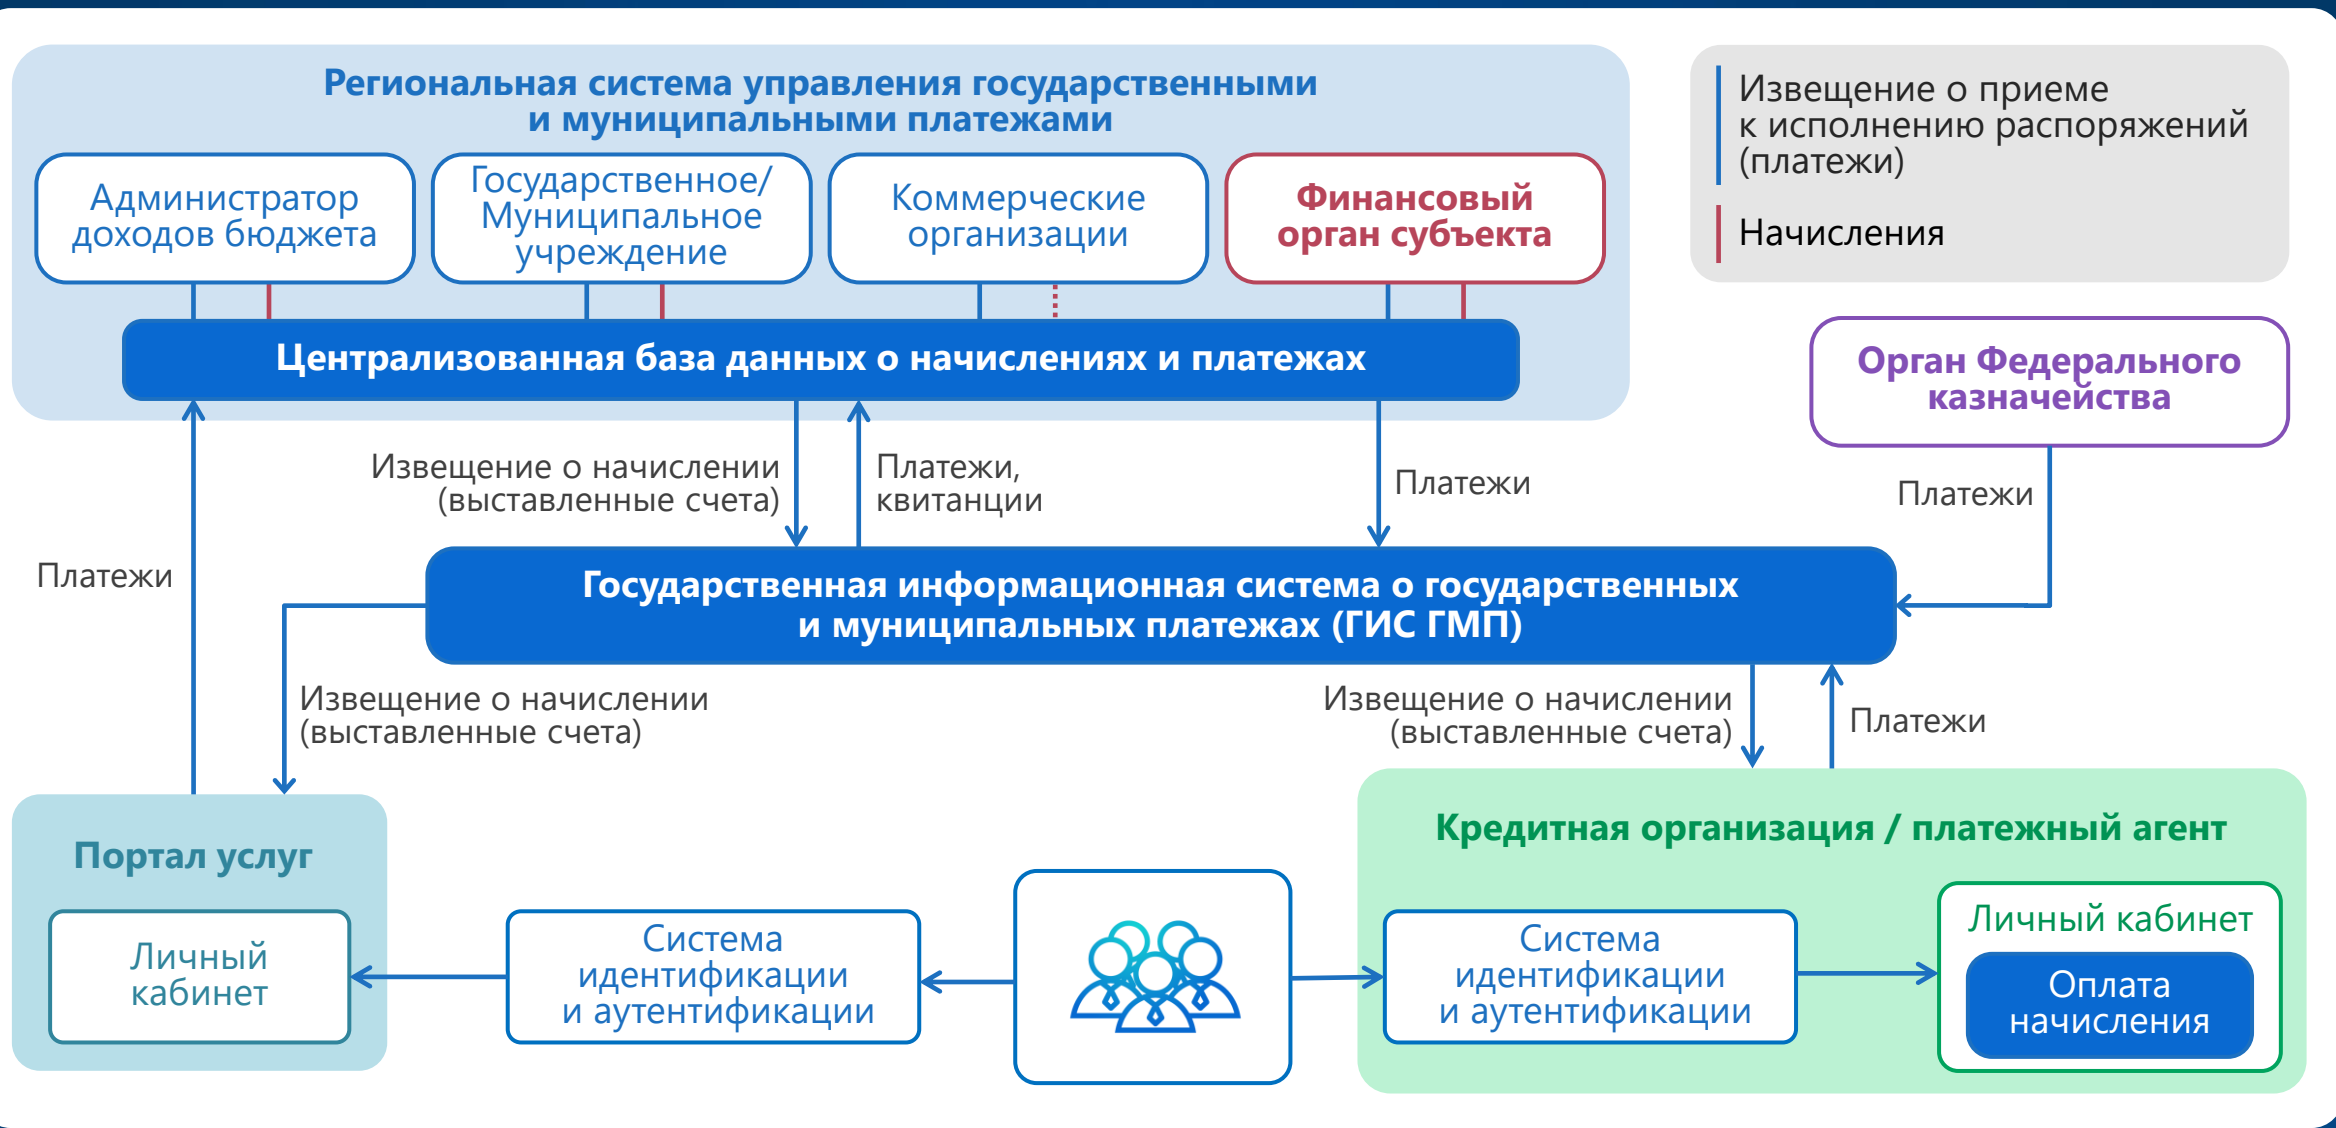 Региональная система управления государственными
и муниципальными платежами
Администратор
доходов бюджета
Государственное/
Муниципальное
учреждение
Коммерческие
организации
Финансовый
орган субъекта
Централизованная база данных о начислениях и платежах
Извещение о приеме
к исполнению распоряжений
(платежи)
Начисления
Орган Федерального
казначейства
Извещение о начислении
(выставленные счета)
Платежи,
квитанции
Платежи
Платежи
Платежи
Государственная информационная система о государственных
и муниципальных платежах (ГИС ГМП)
Извещение о начислении
(выставленные счета)
Извещение о начислении
(выставленные счета)
Платежи
Портал услуг
Личный
кабинет
Система
идентификации
и аутентификации
Кредитная организация / платежный агент
Система
идентификации
и аутентификации
Личный кабинет
Оплата
начисления